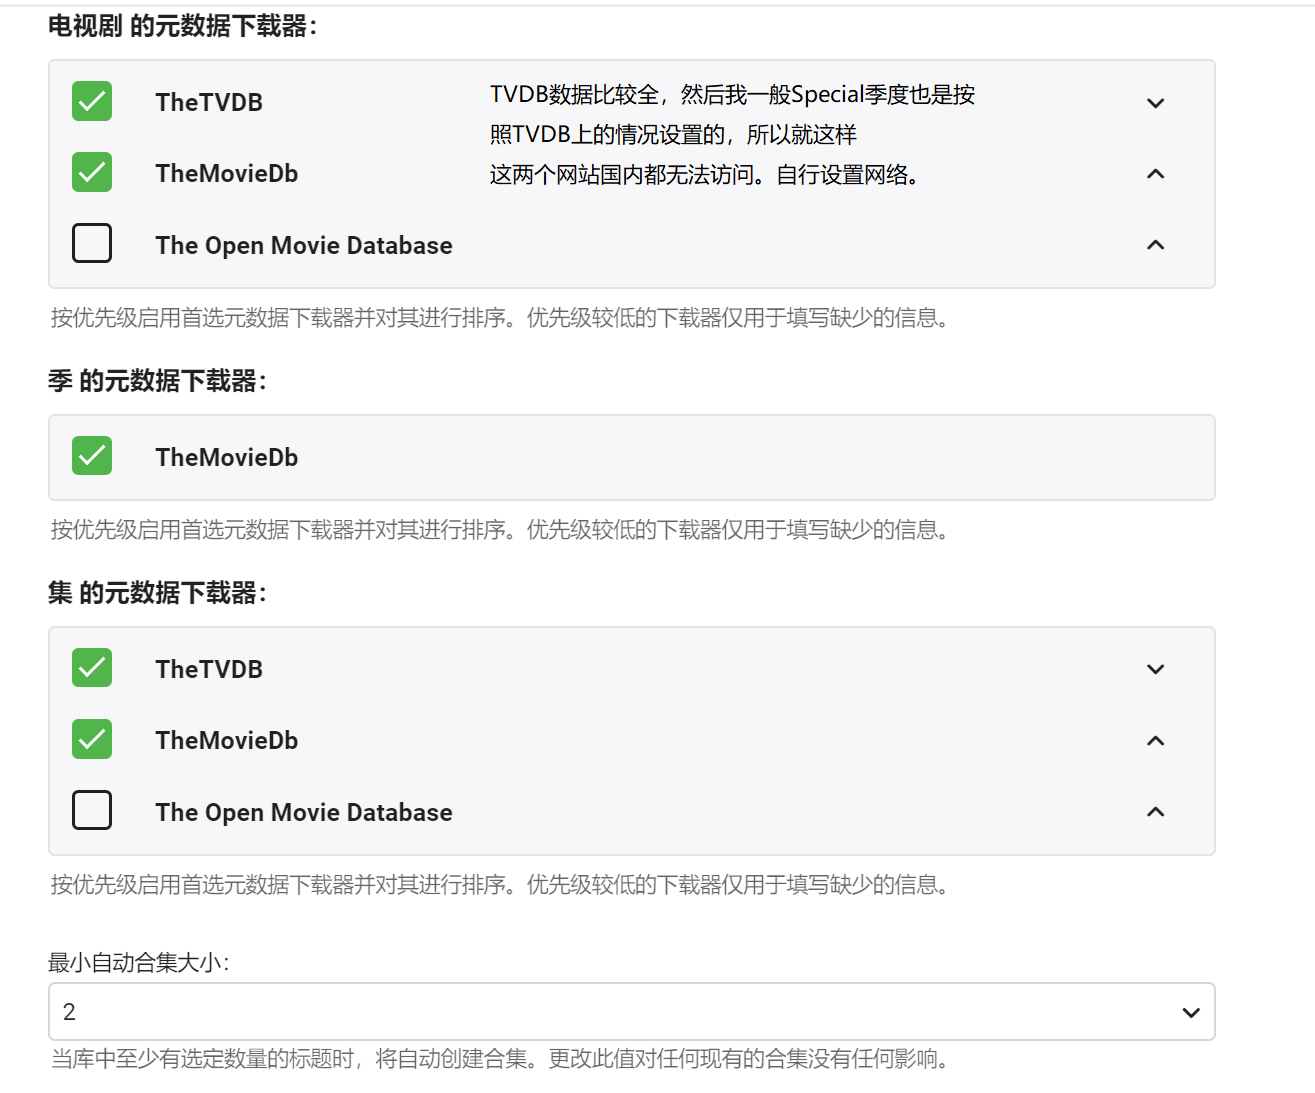 电视剧 的元数据下载器：
TheTVDB
TVDB数据比较全，然后我一般Special季度也是按
照TVDB上的情况设置的，所以就这样
TheMovieDb
这两个网站国内都无法访问。自行设置网络。
The Open Movie Database
按优先级启用首选元数据下载器并对其进行排序。优先级较低的下载器仅用于填写缺少的信息。
季 的元数据下载器：
TheMovieDb
按优先级启用首选元数据下载器并对其进行排序。优先级较低的下载器仅用于填写缺少的信息。
集 的元数据下载器：
TheTVDB
TheMovieDb
The Open Movie Database
按优先级启用首选元数据下载器并对其进行排序。优先级较低的下载器仅用于填写缺少的信息。
最小自动合集大小：
2
当库中至少有选定数量的标题时，将自动创建合集。更改此值对任何现有的合集没有任何影响。